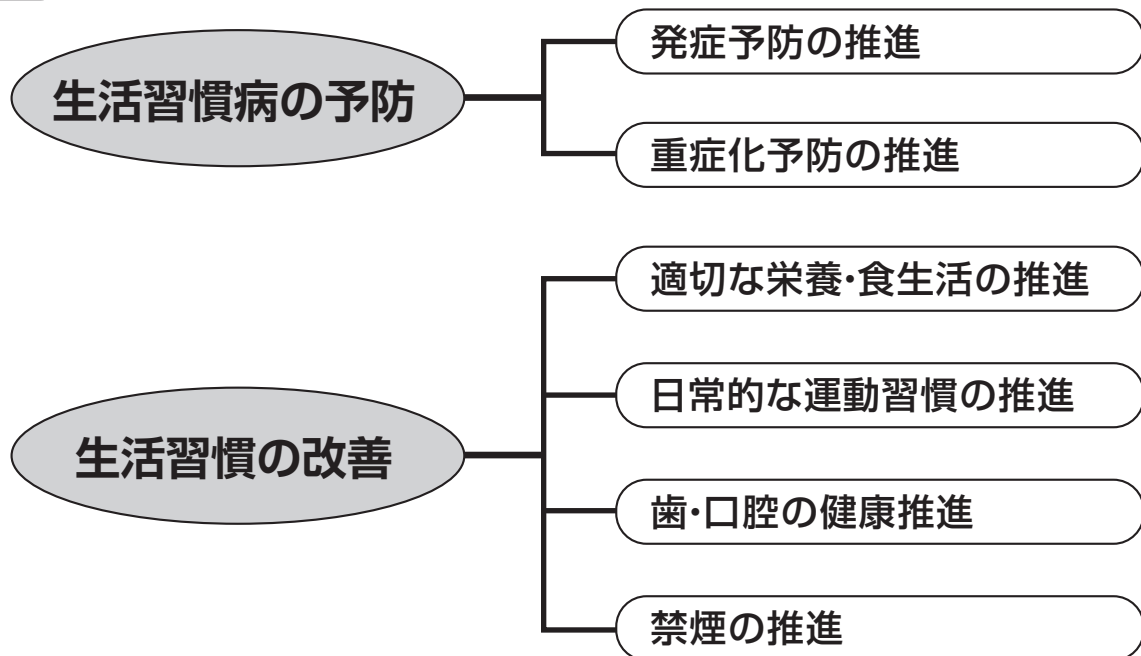 生活習慣病の予防
発症予防の推進
重症化予防の推進
生活習慣の改善
適切な栄養・食生活の推進
日常的な運動習慣の推進
歯・口腔の健康推進
禁煙の推進